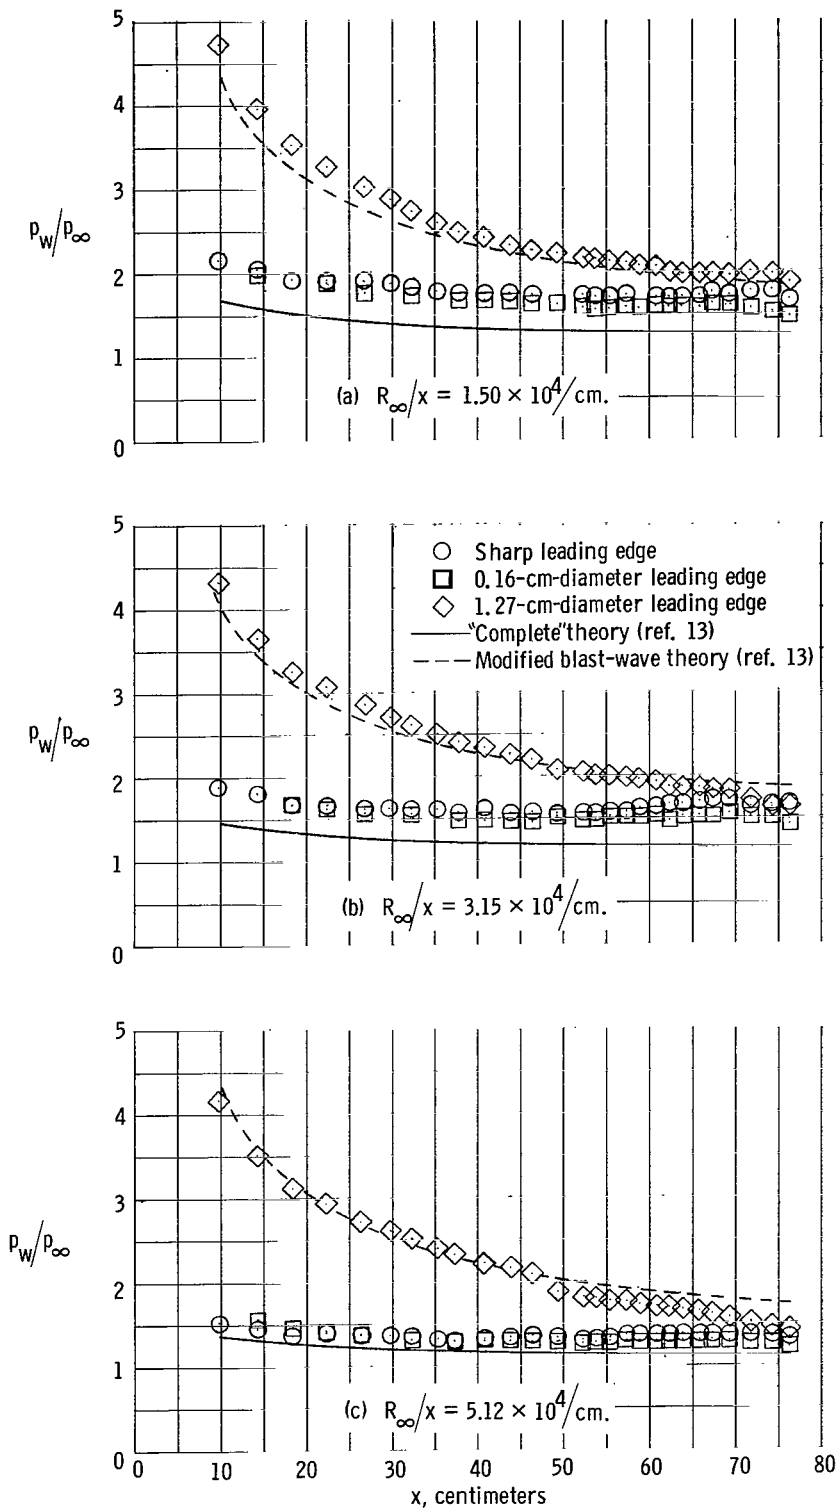 5
4
3
p_w/p_∞
2
1
(a) R_∞/x = 1.50 × 10^4/cm.
0
5
○ Sharp leading edge
□ 0.16-cm-diameter leading edge
4
◇ 1.27-cm-diameter leading edge
"Complete" theory (ref. 13)
Modified blast-wave theory (ref. 13)
3
p_w/p_∞
2
1
(b) R_∞/x = 3.15 × 10^4/cm.
0
5
4
3
p_w/p_∞
2
1
(c) R_∞/x = 5.12 × 10^4/cm.
0
0 10 20 30 40 50 60 70 80
x, centimeters